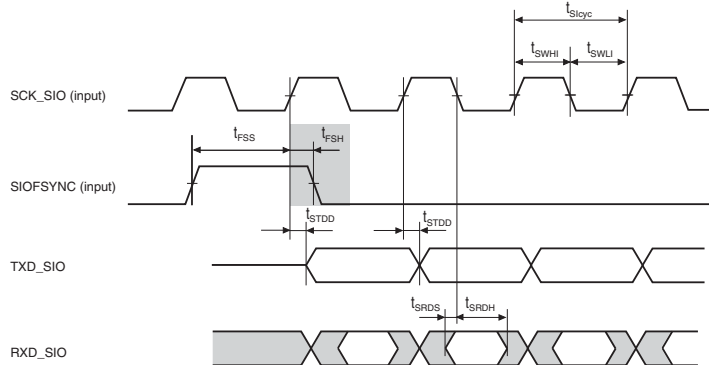 tSIcyc
tSWHI tSWLI
SCK_SIO (input)
tFSS tFSH
SIOFSYNC (input)
tSTDD tSTDD
TXD_SIO
tSRDS tSRDH
RXD_SIO